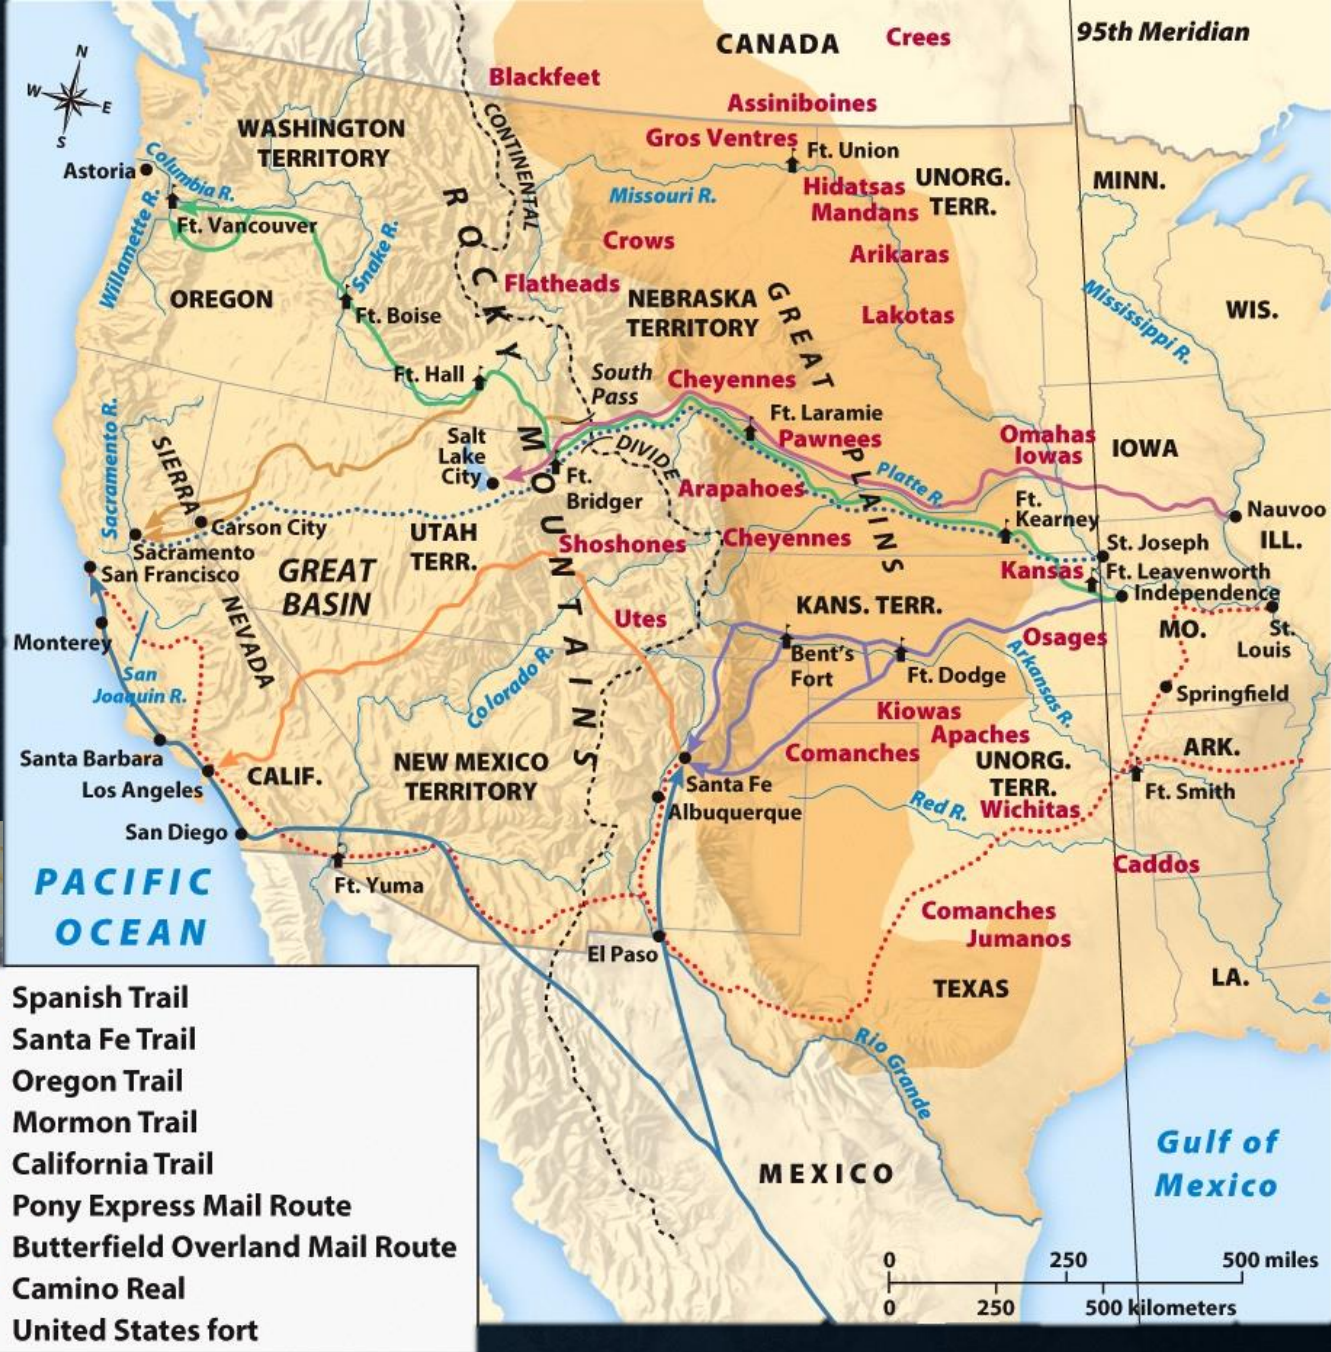 95th Meridian
CANADA
Crees
Blackfeet
Assiniboines
Gros Ventres
Ft. Union
N
W
E
S
WASHINGTON
TERRITORY
CONTINENTAL
DIVIDE
Astoria
Columbia R.
Willamette R.
Ft. Vancouver
Snake R.
Missouri R.
Hidatsas
Mandans
UNORG.
TERR.
MINN.
Crows
Arikaras
Flatheads
OREGON
Ft. Boise
NEBRASKA
TERRITORY
Lakotas
Mississippi R.
WIS.
ROCKY
MOUNTAINS
GREAT
PLAINS
Ft. Hall
South
Pass
Cheyennes
Ft. Laramie
Pawnees
Sacramento R.
SIERRA
NEVADA
Salt
Lake
City
Omahas
Iowas
IOWA
Platte R.
Ft.
Bridger
Arapahoes
Ft.
Kearney
Nauvoo
ILL.
Carson City
Sacramento
San Francisco
UTAH
TERR.
Shoshones
Cheyennes
St. Joseph
Kansas
Ft. Leavenworth
Independence
GREAT
BASIN
Utes
KANS. TERR.
MO.
St.
Louis
Monterey
San
Joaquin R.
Colorado R.
Bent's
Fort
Ft. Dodge
Osages
Arkansas R.
Springfield
Kiowas
Apaches
Comanches
Santa Barbara
Los Angeles
CALIF.
NEW MEXICO
TERRITORY
UNORG.
TERR.
ARK.
Santa Fe
Albuquerque
Red R.
Wichitas
Ft. Smith
San Diego
Caddos
PACIFIC
OCEAN
Ft. Yuma
Comanches
Jumanos
El Paso
TEXAS
LA.
Rio Grande
Gulf of
Mexico
MEXICO
Spanish Trail
Santa Fe Trail
Oregon Trail
Mormon Trail
California Trail
Pony Express Mail Route
Butterfield Overland Mail Route
Camino Real
United States fort
0 250 500 miles
0 250 500 kilometers